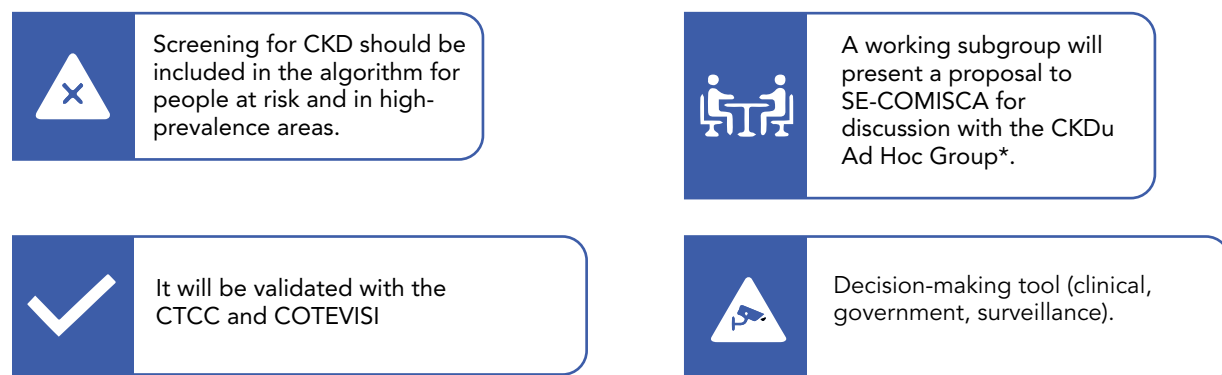 Screening for CKD should be
included in the algorithm for
people at risk and in high-
prevalence areas.
A working subgroup will
present a proposal to
SE-COMISCA for
discussion with the CKDu
Ad Hoc Group*.
It will be validated with the
CTCC and COTEVISI
Decision-making tool (clinical,
government, surveillance).